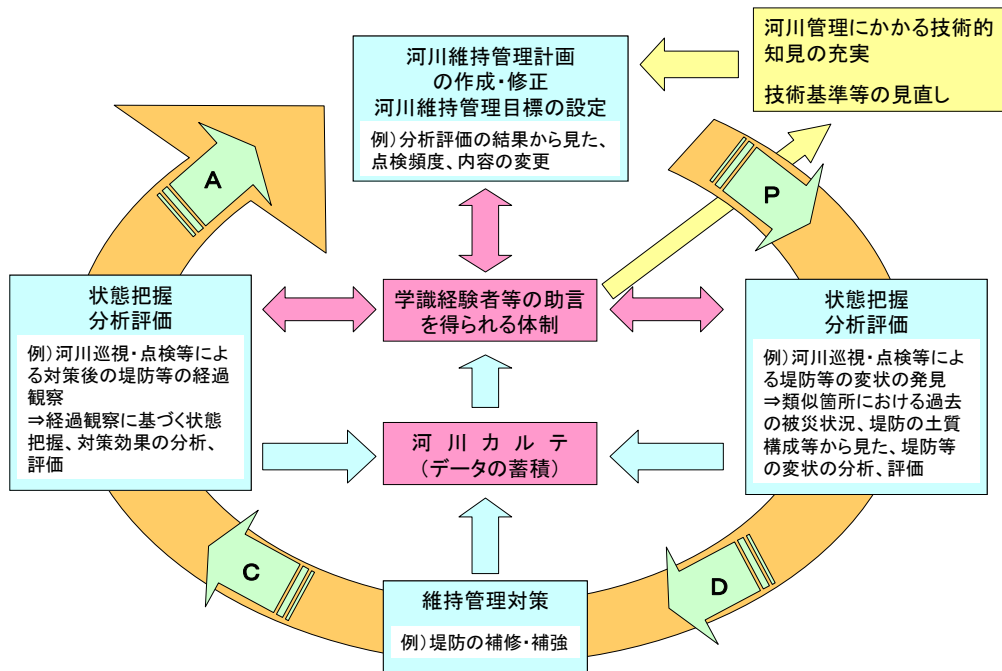 河川維持管理計画
の作成・修正
河川維持管理目標の設定
例）分析評価の結果から見た、
点検頻度、内容の変更
河川管理にかかる技術的
知見の充実
技術基準等の見直し
A
P
状態把握
分析評価
例）河川巡視・点検等によ
る対策後の堤防等の経過
観察
⇒経過観察に基づく状態
把握、対策効果の分析、
評価
学識経験者等の助言
を得られる体制
状態把握
分析評価
例）河川巡視・点検等によ
る堤防等の変状の発見
⇒類似箇所における過去
の被災状況、堤防の土質
構成等から見た、堤防等
の変状の分析、評価
河川カルテ
（データの蓄積）
C
D
維持管理対策
例）堤防の補修・補強